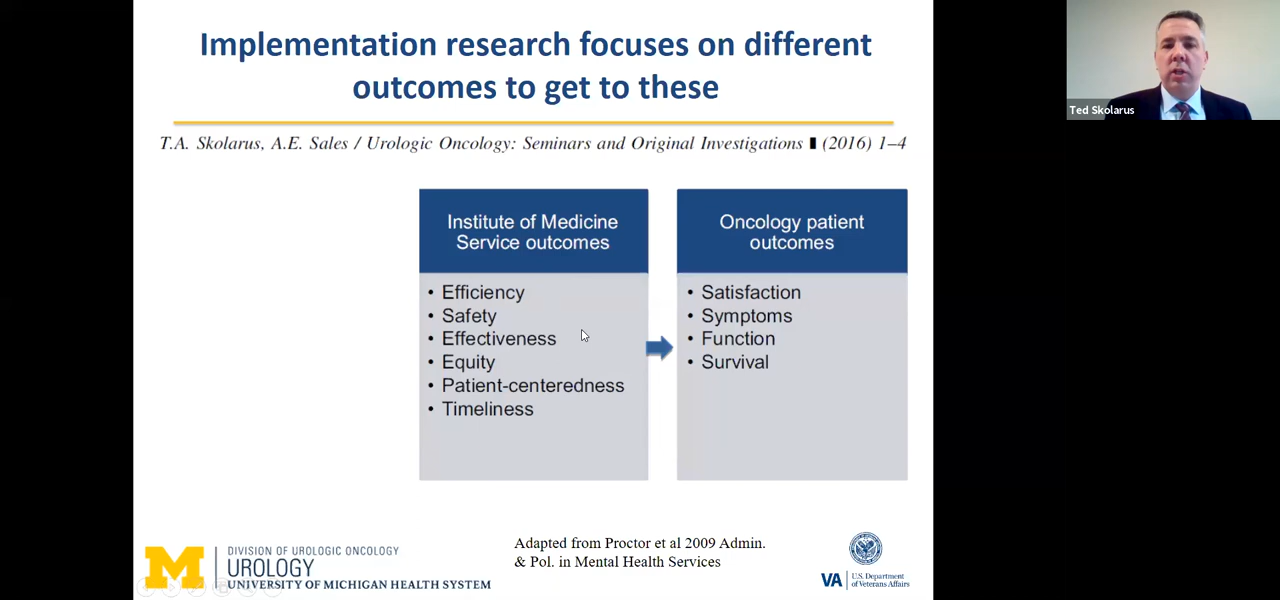 Implementation research focuses on different
outcomes to get to these
T.A. Skolarus, A.E. Sales / Urologic Oncology: Seminars and Original Investigations ▮ (2016) 1–4
Institute of Medicine
Service outcomes
• Efficiency
• Safety
• Effectiveness
• Equity
• Patient-centeredness
• Timeliness
Oncology patient
outcomes
• Satisfaction
• Symptoms
• Function
• Survival
Adapted from Proctor et al 2009 Admin.
& Pol. in Mental Health Services
M
DIVISION OF UROLOGIC ONCOLOGY
UROLOGY
UNIVERSITY OF MICHIGAN HEALTH SYSTEM
VA
U.S. Department
of Veterans Affairs
Ted Skolarus